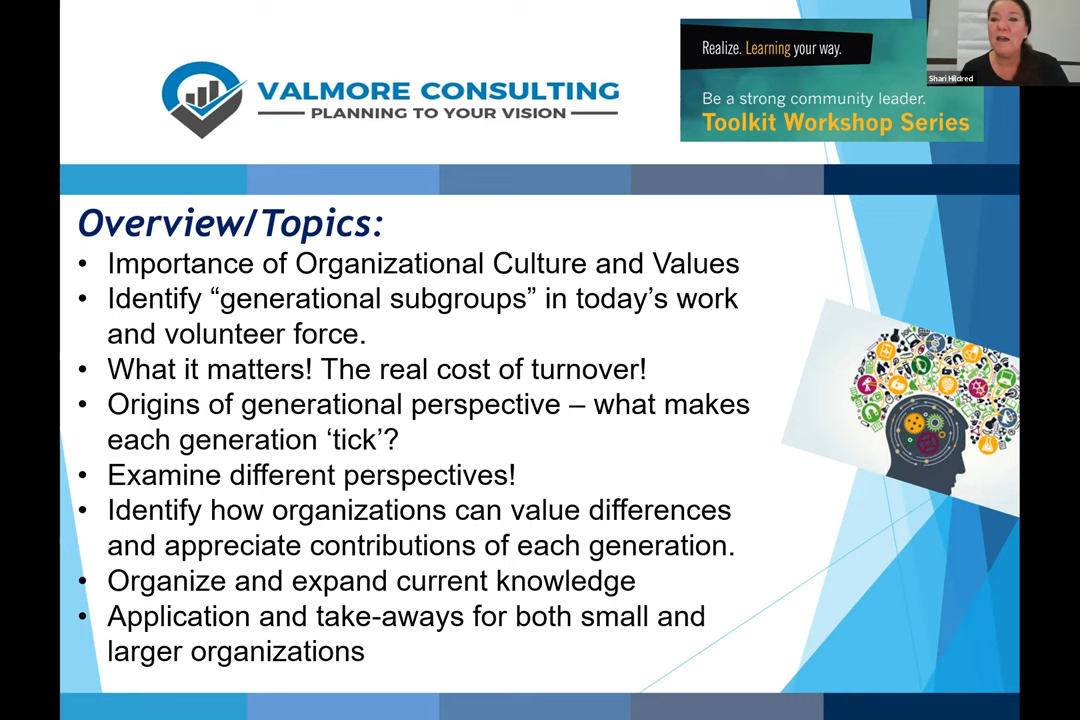 VALMORE CONSULTING
PLANNING TO YOUR VISION
Realize. Learning your way.
Be a strong community leader.
Toolkit Workshop Series
Shari Hildred
Overview/Topics:
• Importance of Organizational Culture and Values
• Identify “generational subgroups” in today’s work
and volunteer force.
• What it matters! The real cost of turnover!
• Origins of generational perspective – what makes
each generation ‘tick’?
• Examine different perspectives!
• Identify how organizations can value differences
and appreciate contributions of each generation.
• Organize and expand current knowledge
• Application and take-aways for both small and
larger organizations